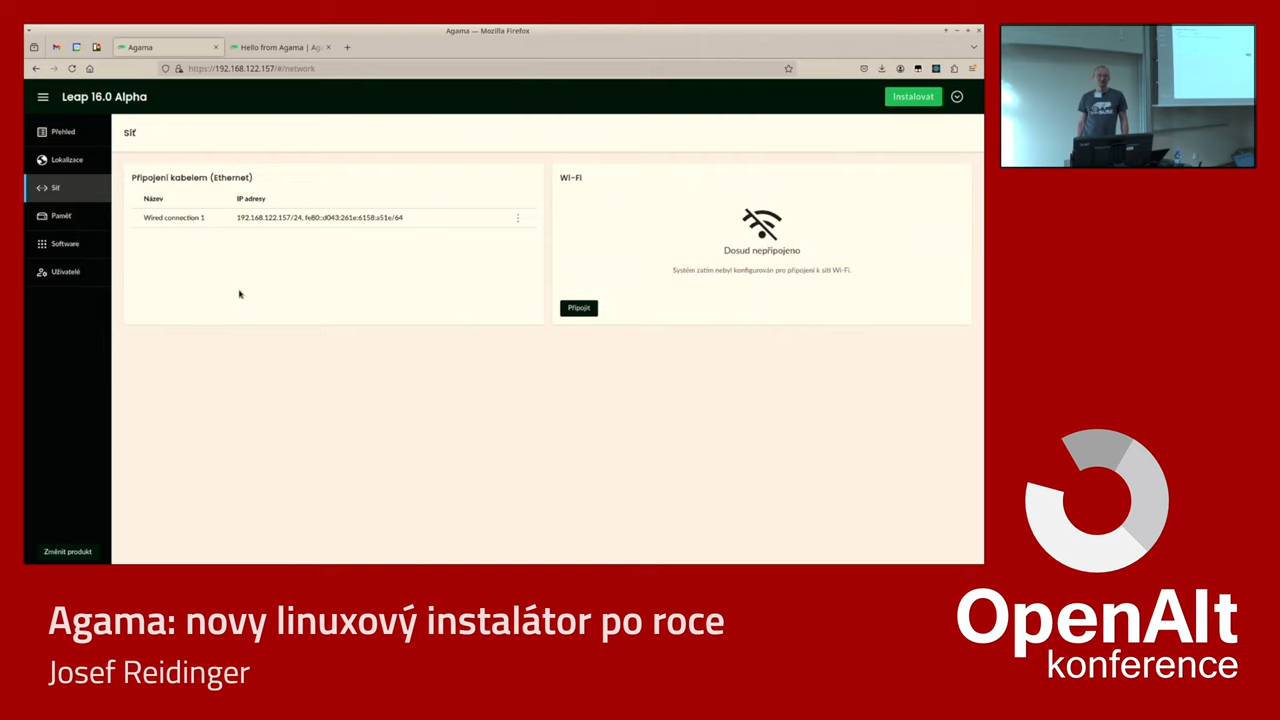 Agama — Mozilla Firefox
Agama
Hello from Agama | Aga
https://192.168.122.157/#/network
Leap 16.0 Alpha
Instalovat
Přehled
Lokalizace
Síť
Paměť
Software
Uživatelé
Změnit produkt
Síť
Připojení kabelem (Ethernet)
Název IP adresy
Wired connection 1 192.168.122.157/24, fe80::d043:261e:6158:a51e/64
Wi-Fi
Dosud nepřipojeno
Systém zatím nebyl konfigurován pro připojení k síti Wi-Fi.
Připojit
Agama: novy linuxový instalátor po roce
Josef Reidinger
OpenAlt
konference